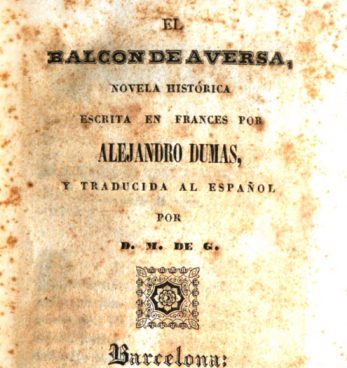 EL
BALCON DE AVERSA,
NOVELA HISTÓRICA
ESCRITA EN FRANCES POR
ALEJANDRO DUMAS,
Y TRADUCIDA AL ESPAÑOL
POR
D. M. DE G.
Barcelona: